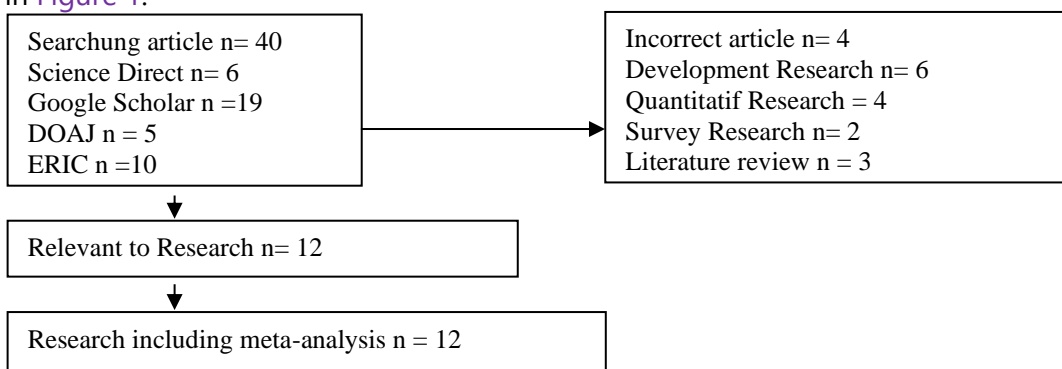 in Figure 1.
Searchung article n= 40
Science Direct n= 6
Google Scholar n =19
DOAJ n = 5
ERIC n =10
Incorrect article n= 4
Development Research n= 6
Quantitatif Research = 4
Survey Research n= 2
Literature review n = 3
Relevant to Research n= 12
Research including meta-analysis n = 12